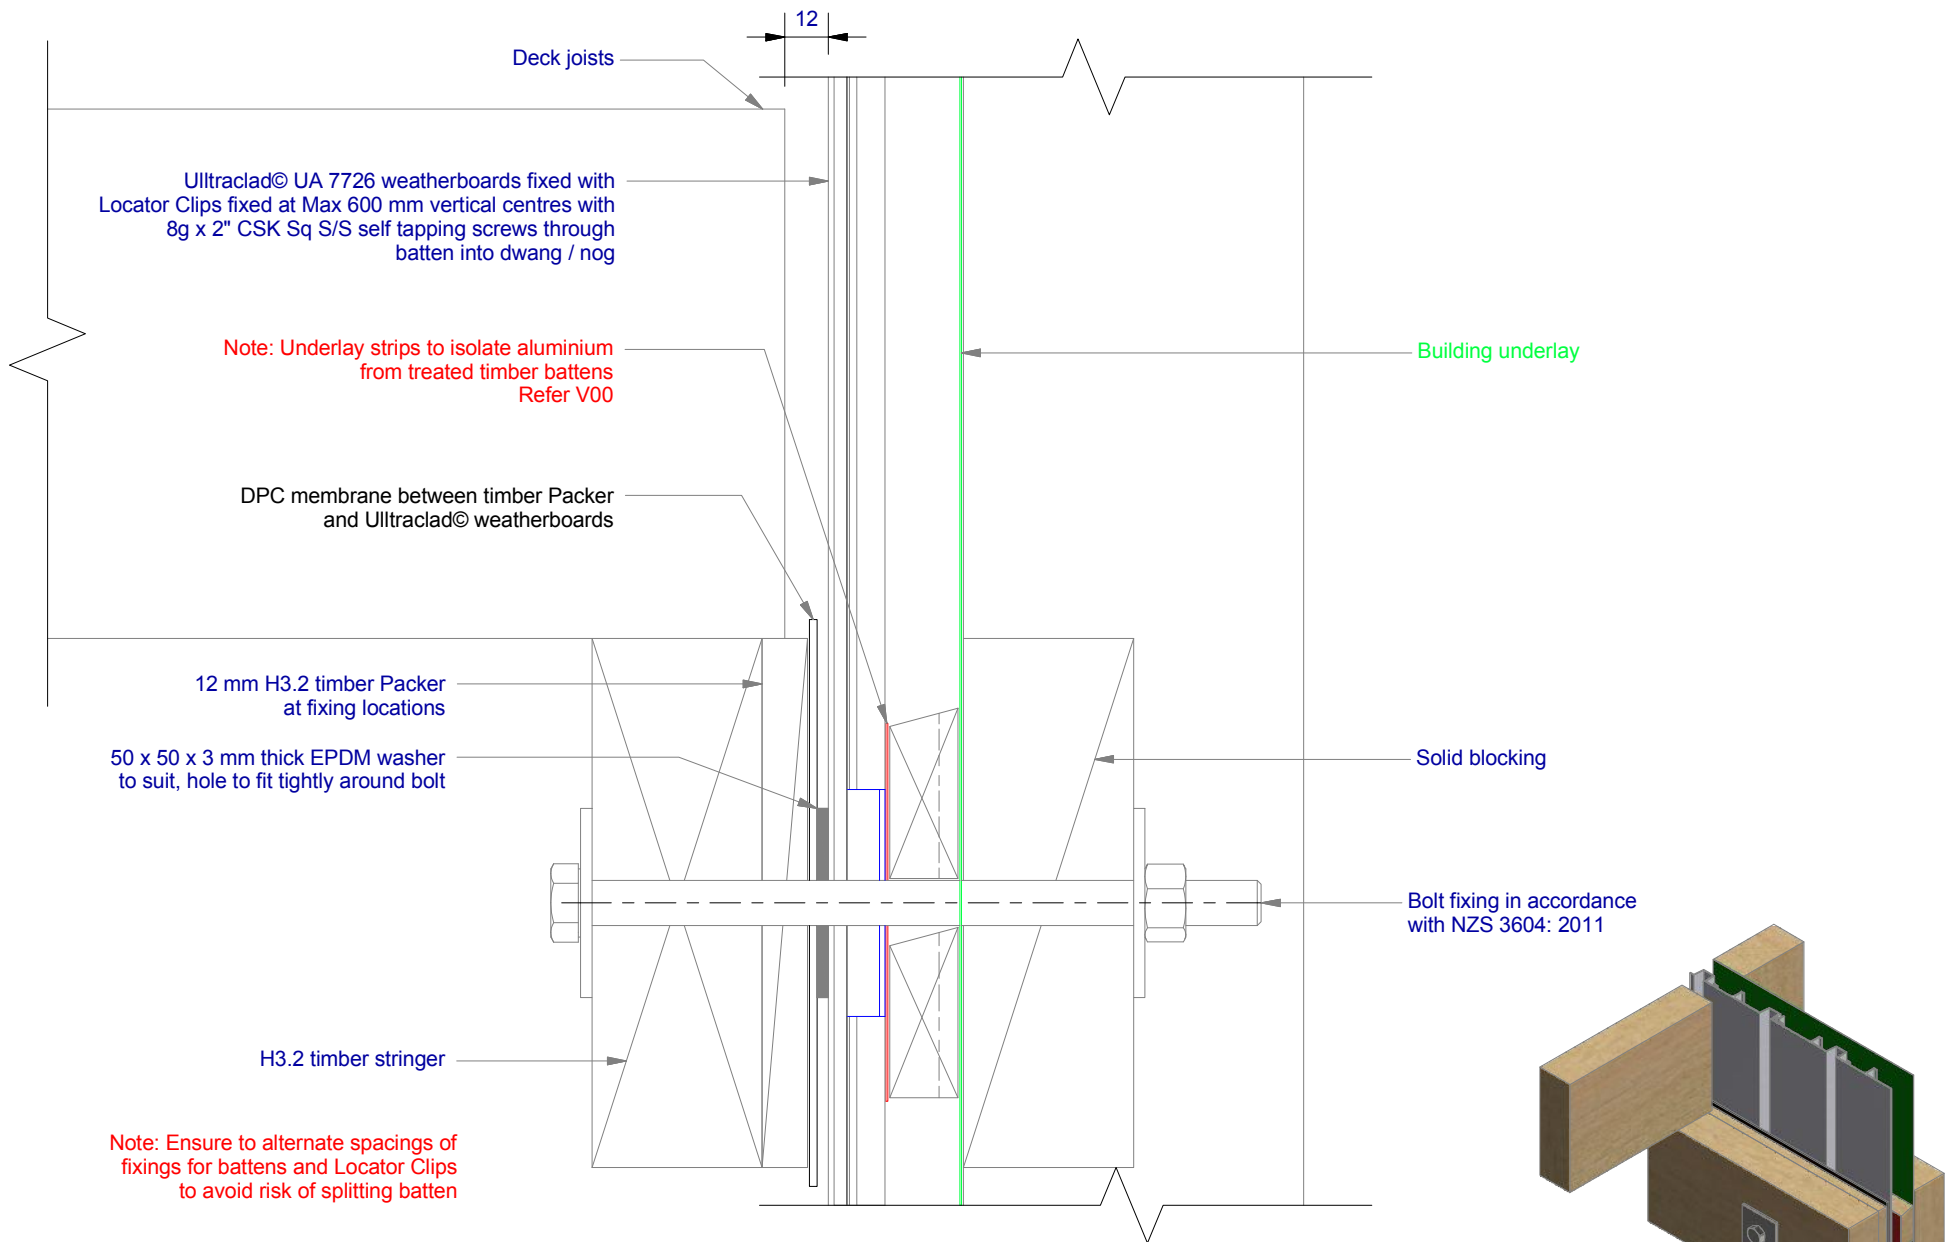 12
Deck joists
Ulltraclad© UA 7726 weatherboards fixed with
Locator Clips fixed at Max 600 mm vertical centres with
8g x 2" CSK Sq S/S self tapping screws through
batten into dwang / nog
Note: Underlay strips to isolate aluminium
from treated timber battens
Refer V00
Building underlay
DPC membrane between timber Packer
and Ulltraclad© weatherboards
12 mm H3.2 timber Packer
at fixing locations
50 x 50 x 3 mm thick EPDM washer
to suit, hole to fit tightly around bolt
Solid blocking
Bolt fixing in accordance
with NZS 3604: 2011
H3.2 timber stringer
Note: Ensure to alternate spacings of
fixings for battens and Locator Clips
to avoid risk of splitting batten